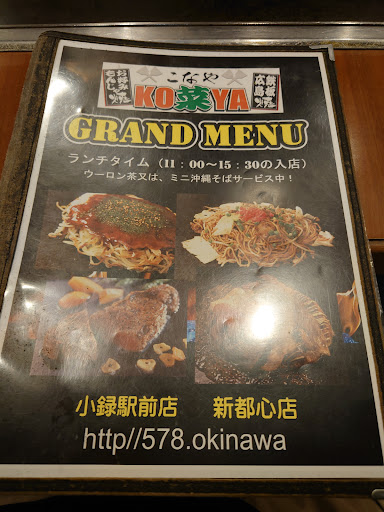 こなや
お好み焼
もんじゃ
KO菜YA
鉄板焼
広島
GRAND MENU
ランチタイム（11：00～15：30の入店）
ウーロン茶又は、ミニ沖縄そばサービス中！
小録駅前店 新都心店
http//578.okinawa